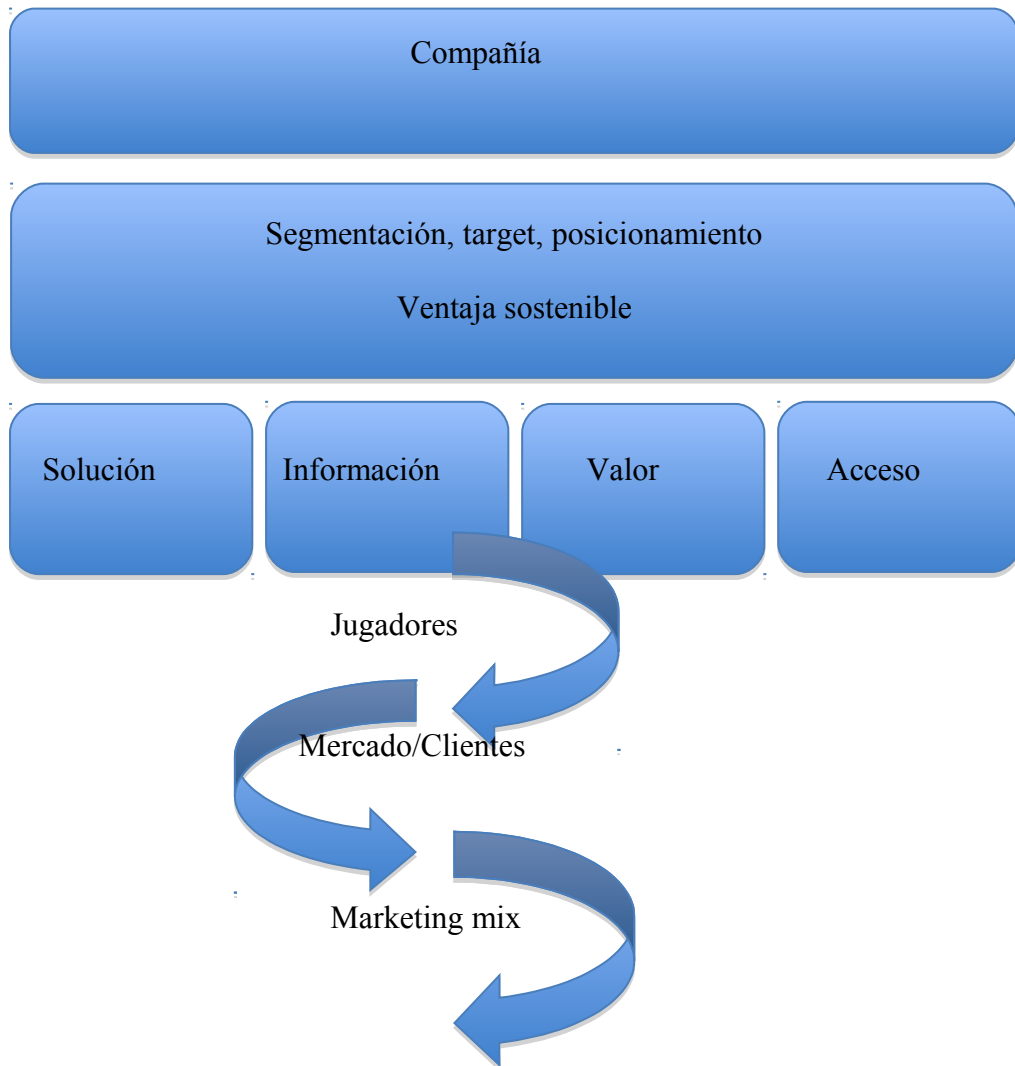 Compañía
Segmentación, target, posicionamiento
Ventaja sostenible
Solución
Información
Valor
Acceso
Jugadores
Mercado/Clientes
Marketing mix